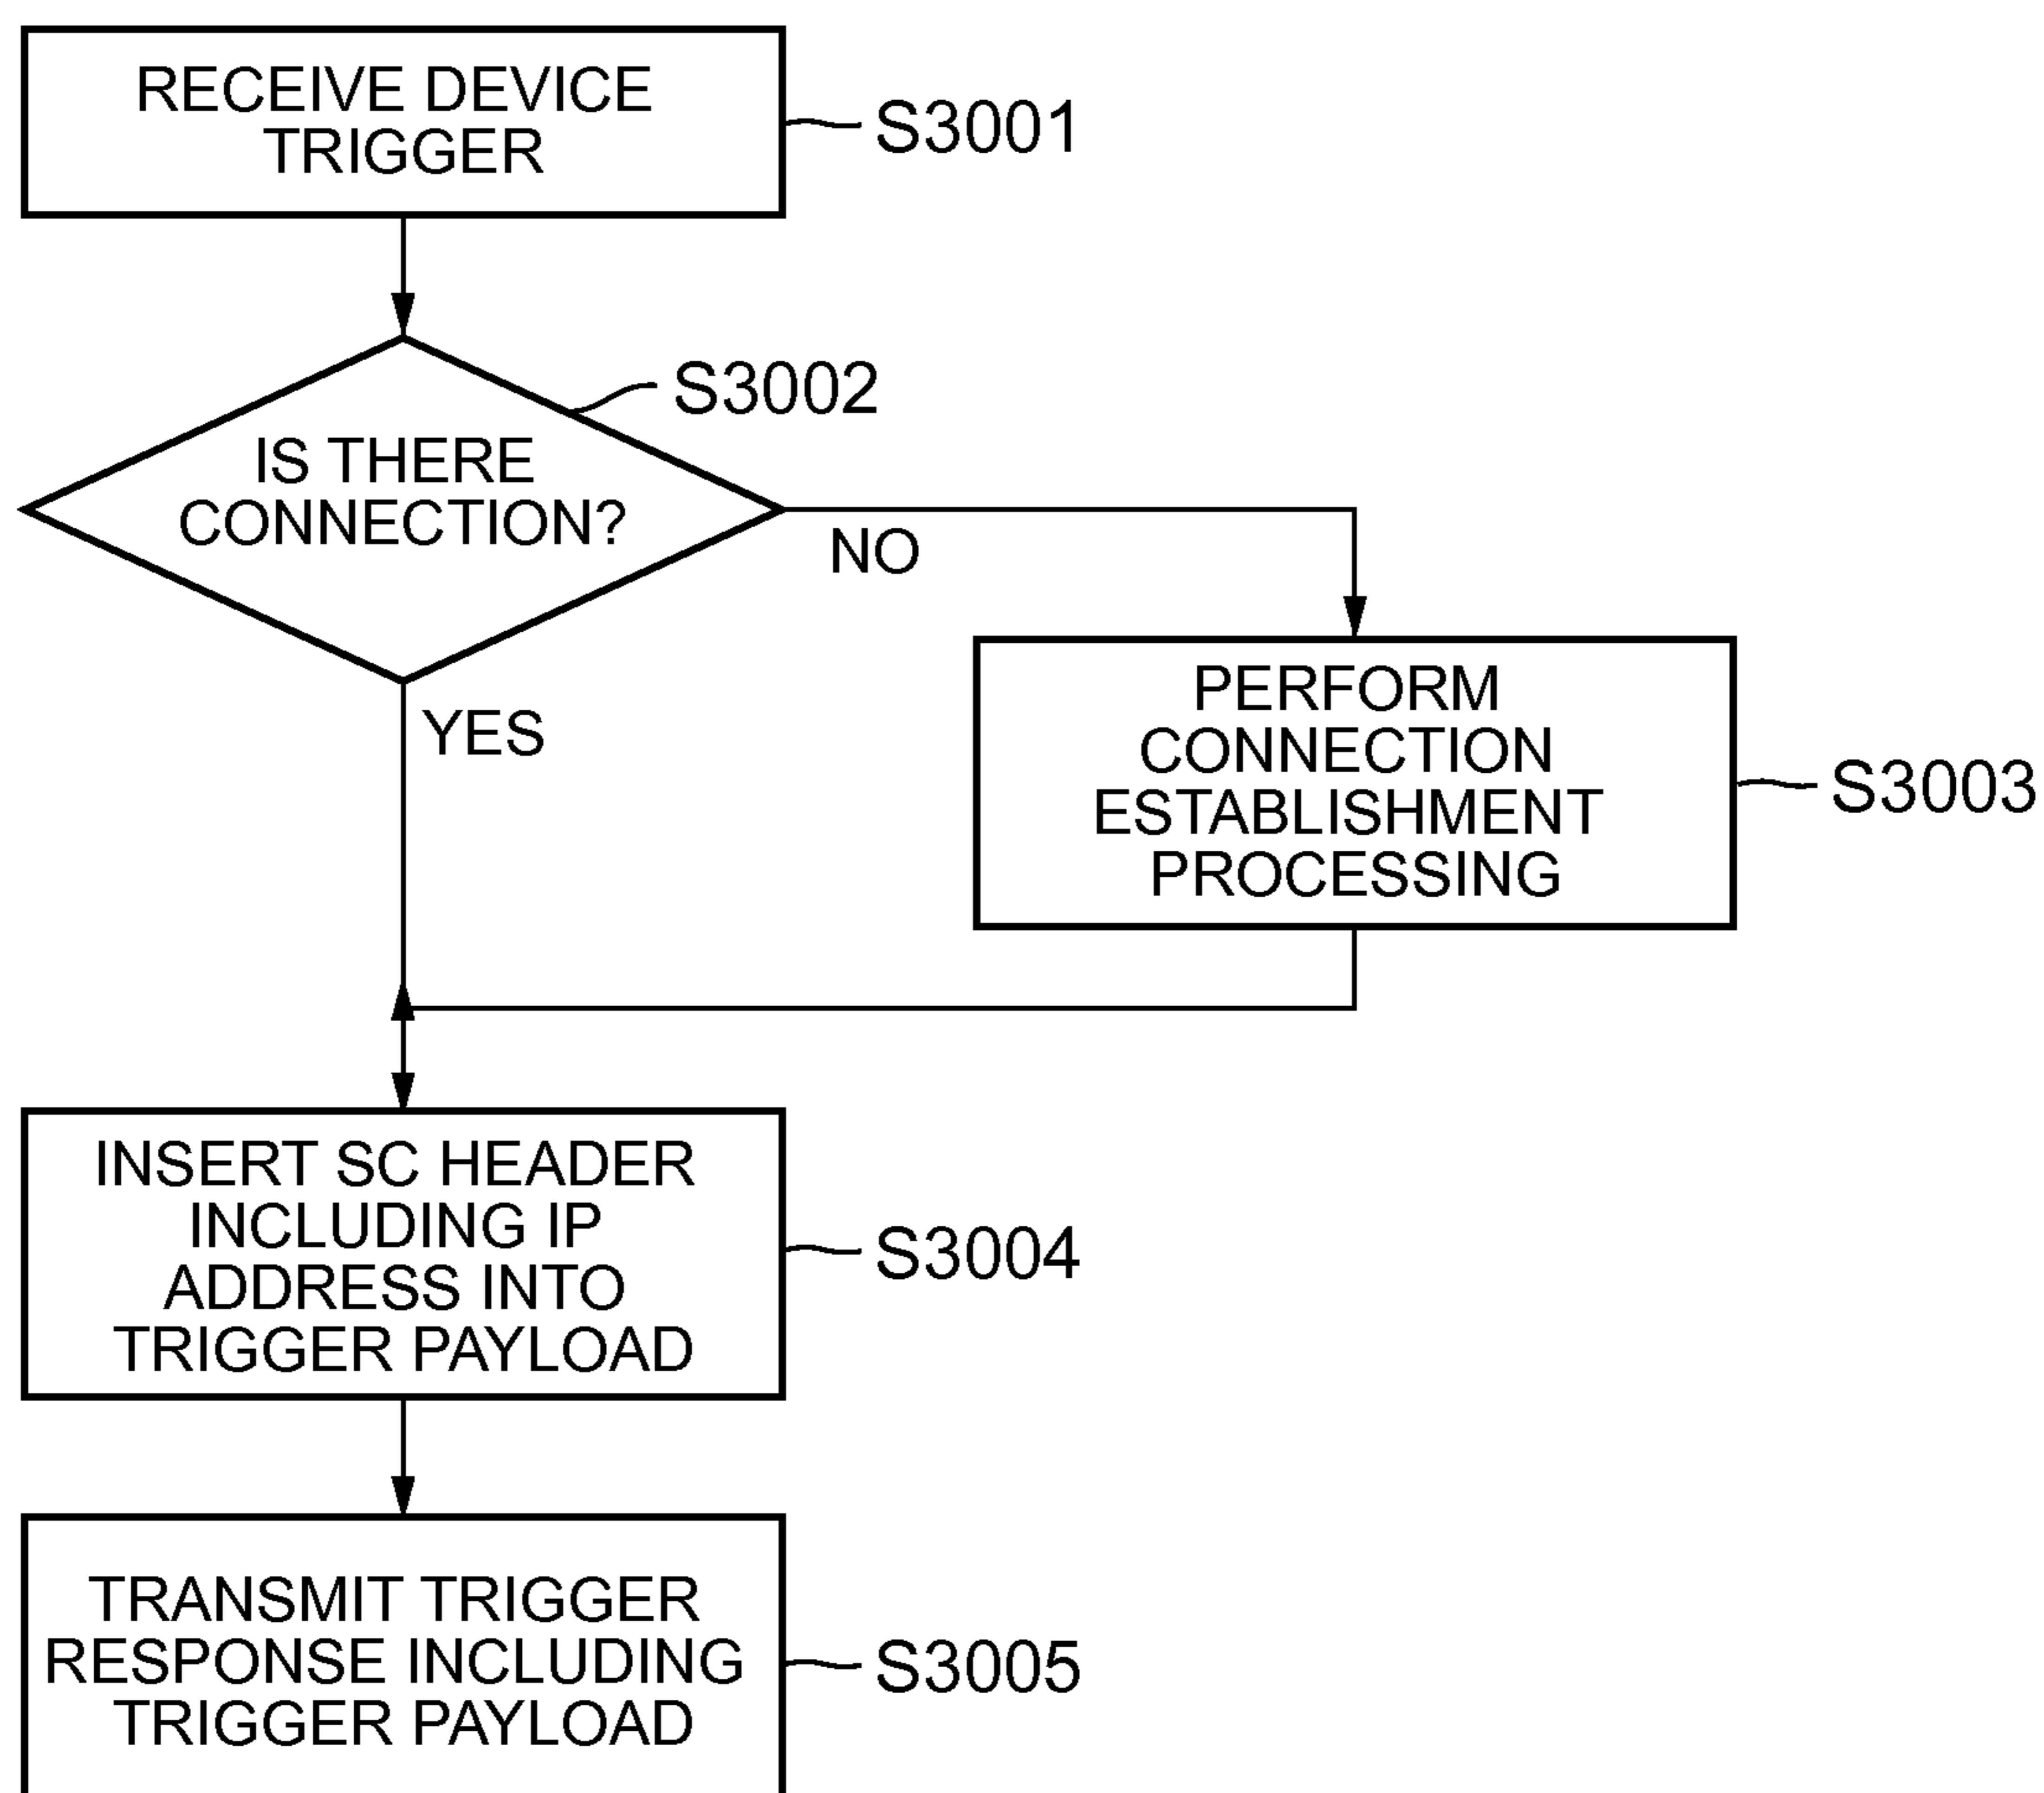 RECEIVE DEVICE
TRIGGER
S3001
S3002
IS THERE
CONNECTION?
NO
YES
PERFORM
CONNECTION
ESTABLISHMENT
PROCESSING
S3003
INSERT SC HEADER
INCLUDING IP
ADDRESS INTO
TRIGGER PAYLOAD
S3004
TRANSMIT TRIGGER
RESPONSE INCLUDING
TRIGGER PAYLOAD
S3005